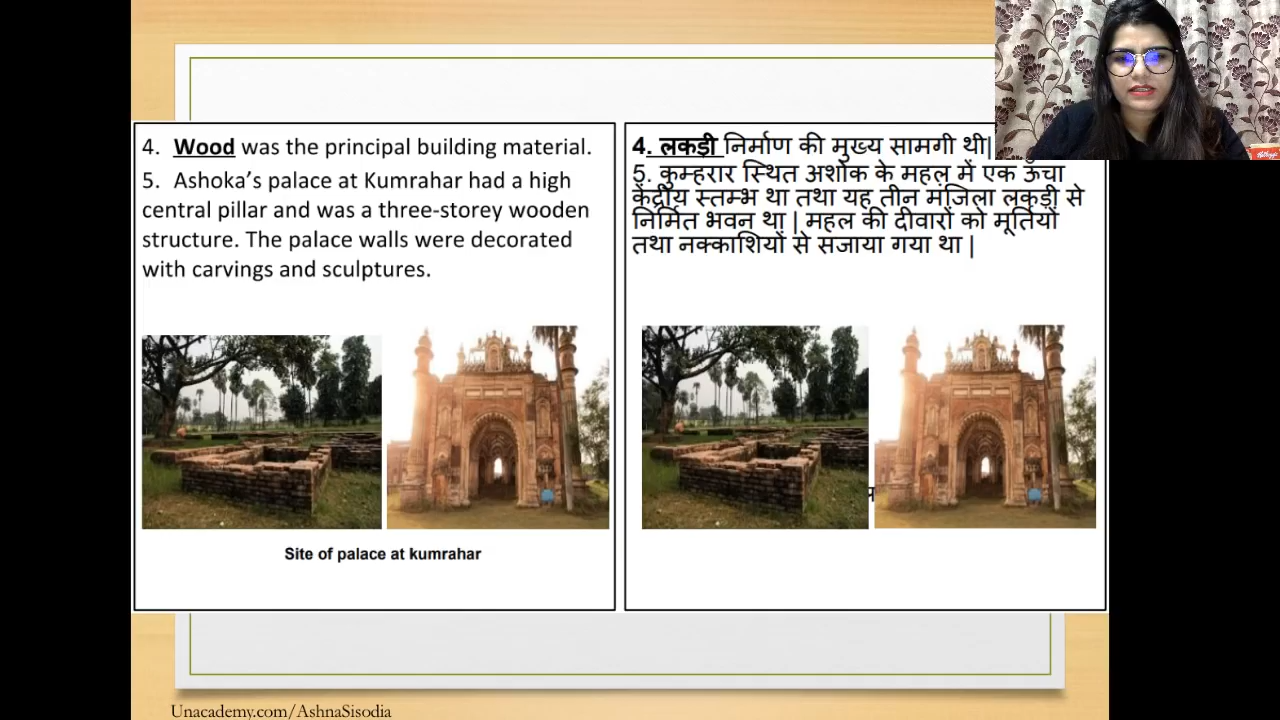 4. Wood was the principal building material.
5. Ashoka's palace at Kumrahar had a high
central pillar and was a three-storey wooden
structure. The palace walls were decorated
with carvings and sculptures.
Site of palace at kumrahar
4. लकड़ी निर्माण की मुख्य सामगी थी|
5. कुम्हरार स्थित अशोक के महल में एक ऊँचा
केंद्रीय स्तम्भ था तथा यह तीन मंजिला लकड़ी से
निर्मित भवन था | महल की दीवारों को मूर्तियों
तथा नक्काशियों से सजाया गया था |
Unacademy.com/AshnaSisodia